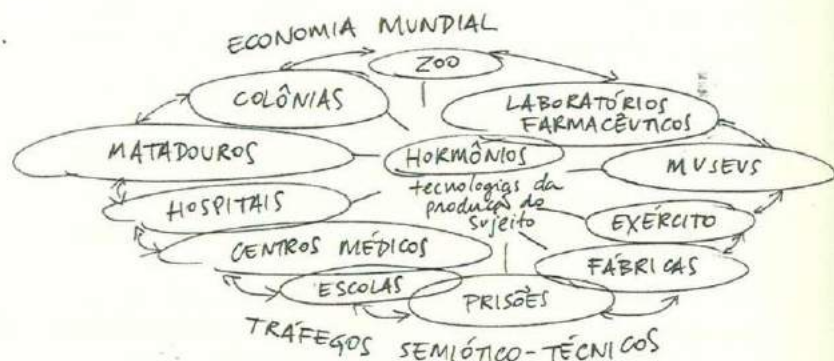 ECONOMIA MUNDIAL
ZOO
COLÔNIAS
LABORATÓRIOS
FARMACÊUTICOS
MATADOUROS
HORMÔNIOS
MUSEUS
tecnologias da
produção do
sujeito
HOSPITAIS
EXÉRCITO
CENTROS MÉDICOS
FÁBRICAS
ESCOLAS
PRISÕES
TRÁFEGOS SEMIÓTICO-TÉCNICOS